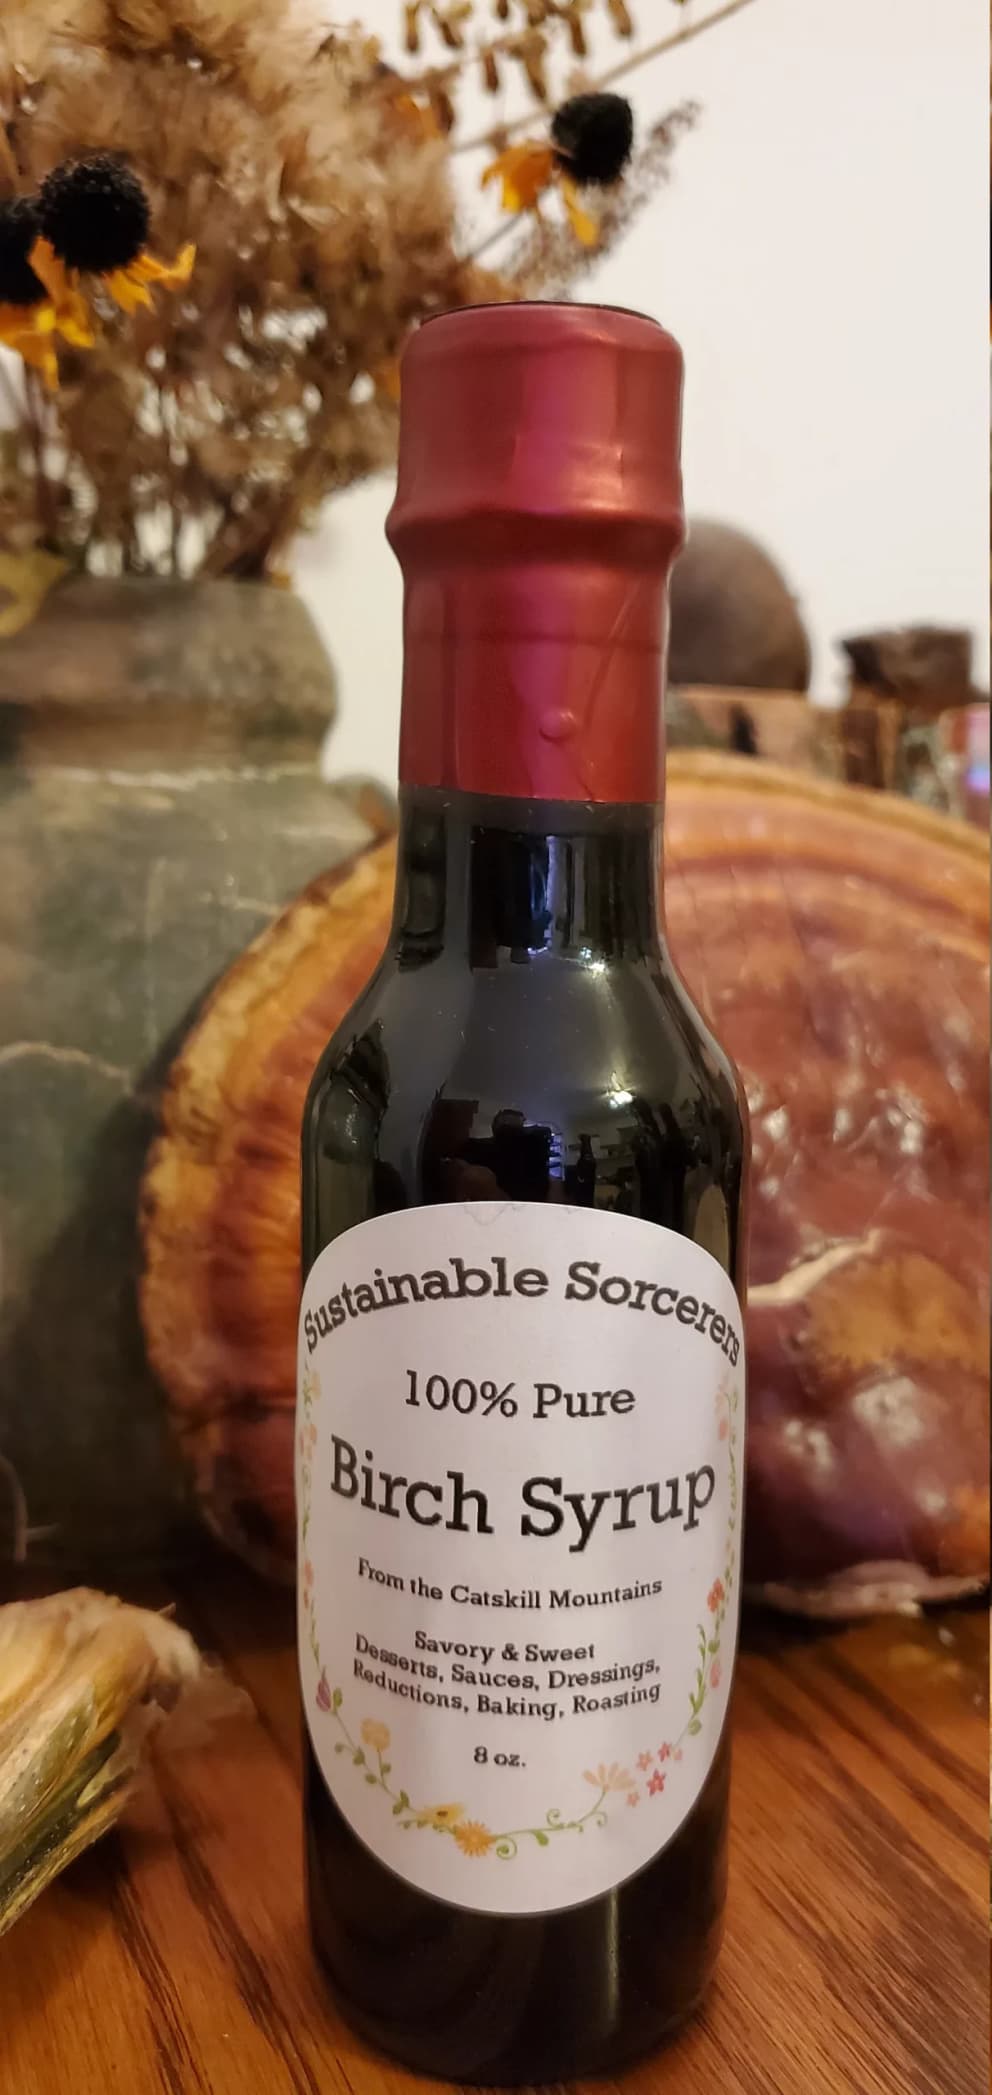 Sustainable Sorcerers
100% Pure
Birch Syrup
From the Catskill Mountains
Savory & Sweet
Desserts, Sauces, Dressings,
Reductions, Baking, Roasting
8 oz.